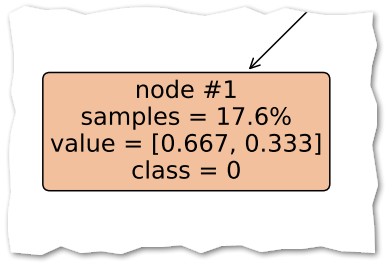 node #1
samples = 17.6%
value = [0.667, 0.333]
class = 0